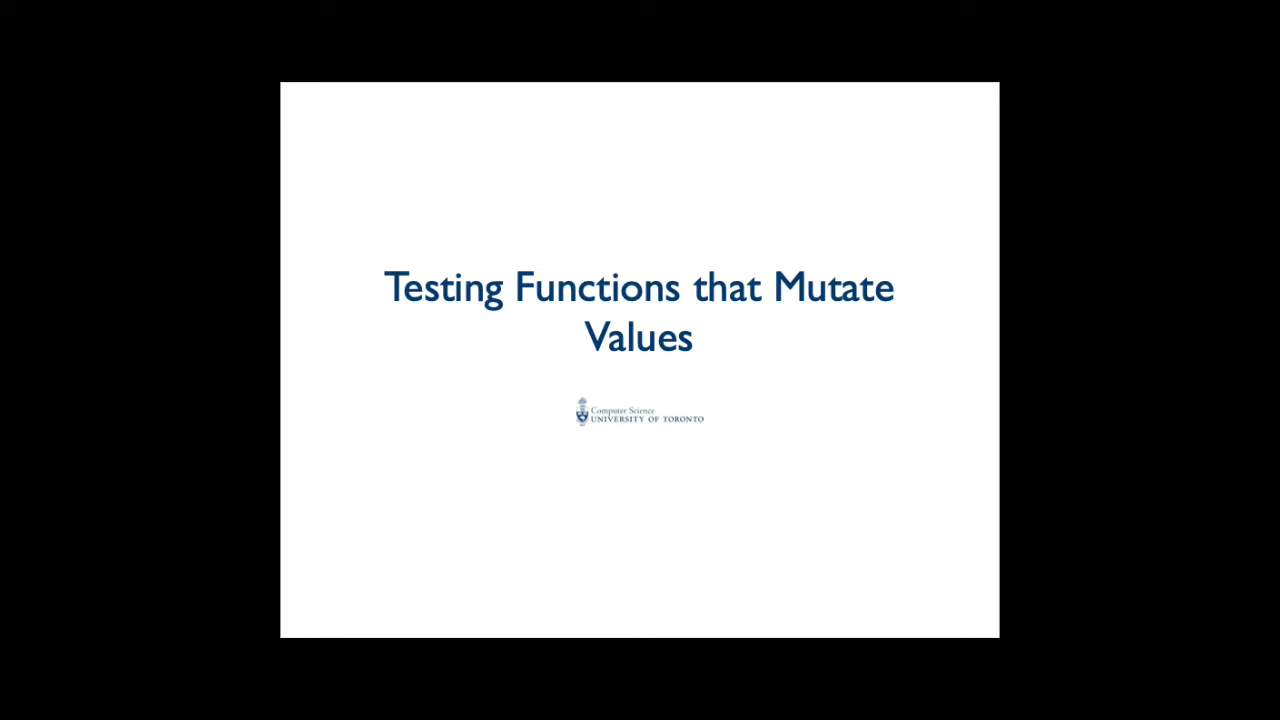 Testing Functions that Mutate
Values
Computer Science
UNIVERSITY OF TORONTO